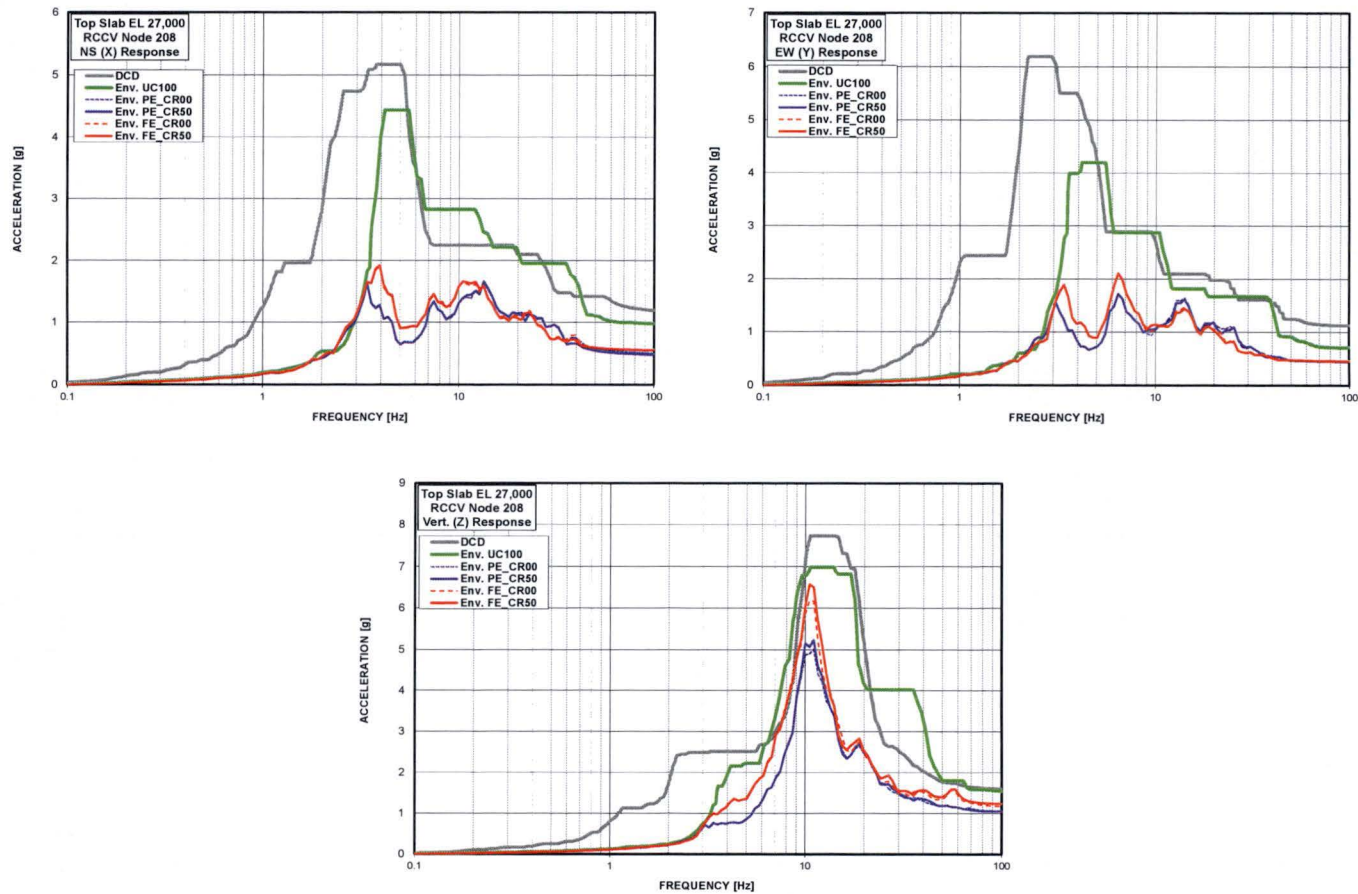 Top Slab EL 27,000
RCCV Node 208
NS (X) Response
DCD
Env. UC100
Env. PE_CR00
Env. PE_CR50
Env. FE_CR00
Env. FE_CR50
ACCELERATION [g]
6
5
4
3
2
1
0
0.1
1
10
100
FREQUENCY [Hz]
Top Slab EL 27,000
RCCV Node 208
EW (Y) Response
DCD
Env. UC100
Env. PE_CR00
Env. PE_CR50
Env. FE_CR00
Env. FE_CR50
ACCELERATION [g]
7
6
5
4
3
2
1
0
0.1
1
10
100
FREQUENCY [Hz]
Top Slab EL 27,000
RCCV Node 208
Vert. (Z) Response
DCD
Env. UC100
Env. PE_CR00
Env. PE_CR50
Env. FE_CR00
Env. FE_CR50
ACCELERATION [g]
9
8
7
6
5
4
3
2
1
0
0.1
1
10
100
FREQUENCY [Hz]